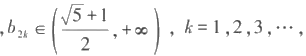 , b_{2k} ∈ ( (√5 + 1)/2 , +∞ ) , k = 1 , 2 , 3 , ⋯ ,